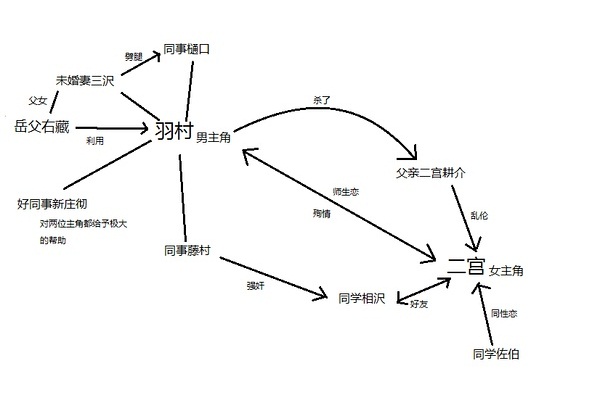 同事樋口
劈腿
未婚妻三沢
父女
杀了
岳父右藏
利用
羽村 男主角
父亲二宫耕介
师生恋
好同事新庄彻
殉情
乱伦
对两位主角都给予极大
的帮助
同事藤村
二宫 女主角
强奸
同学相沢
好友
同性恋
同学佐伯